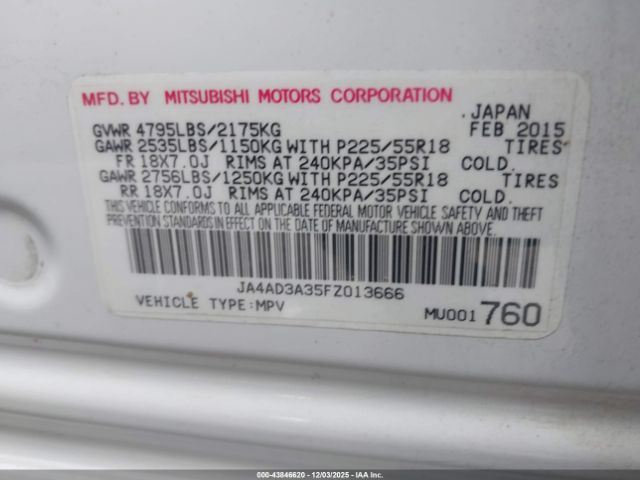 MFD. BY MITSUBISHI MOTORS CORPORATION
, JAPAN
GVWR 4795LBS/2175KG FEB 2015
GAWR 2535LBS/1150KG WITH P225/55R18 TIRES
FR 18X7.0J RIMS AT 240KPA/35PSI COLD.
GAWR 2756LBS/1250KG WITH P225/55R18 TIRES
RR 18X7.0J RIMS AT 240KPA/35PSI COLD.
THIS VEHICLE CONFORMS TO ALL APPLICABLE FEDERAL MOTOR VEHICLE SAFETY AND THEFT
PREVENTION STANDARDS IN EFFECT ON THE DATE OF MANUFACTURE SHOWN ABOVE.
JA4AD3A35FZ013666
VEHICLE TYPE:MPV MU001760
000-43846620 - 12/03/2025 - IAA Inc.